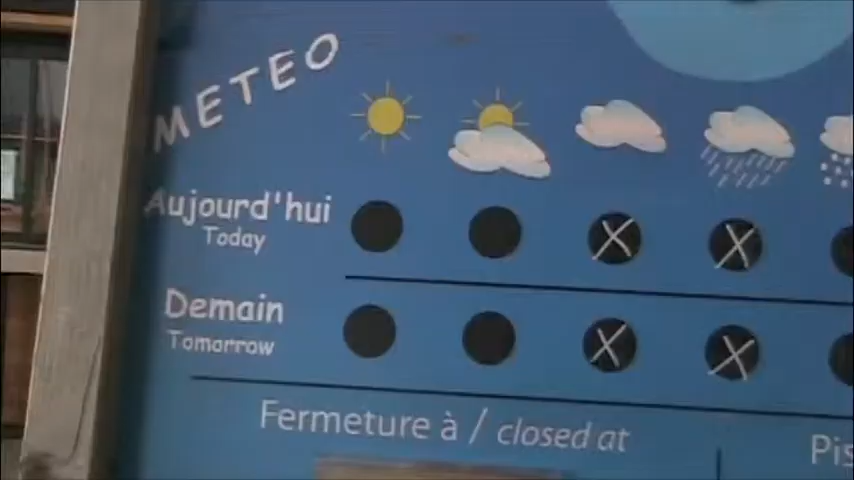 METEO
Aujourd'hui
Today
X X
Demain
Tomorrow
X X
Fermeture à / closed at